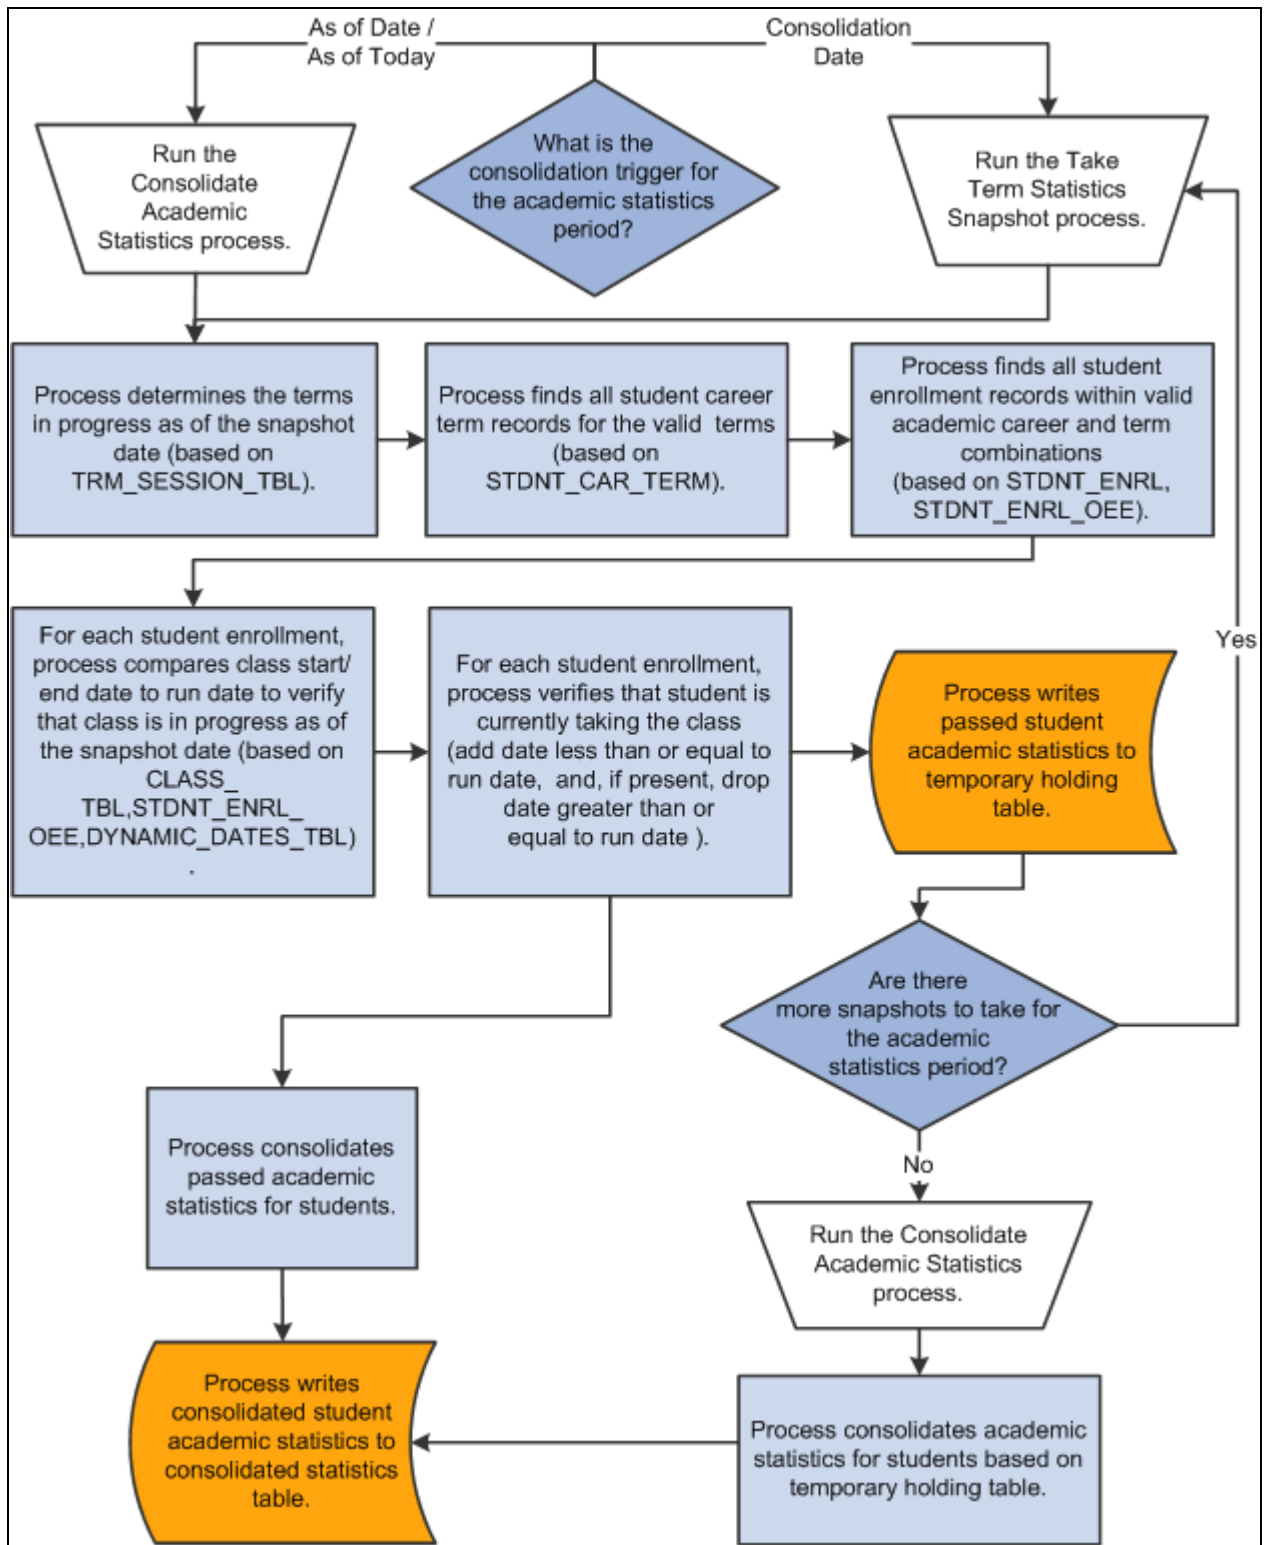 As of Date /
As of Today
Consolidation
Date
Run the
Consolidate
Academic
Statistics process.
What is the
consolidation trigger for
the academic statistics
period?
Run the Take
Term Statistics
Snapshot process.
Process determines the terms
in progress as of the snapshot
date (based on
TRM_SESSION_TBL).
Process finds all student career
term records for the valid terms
(based on
STDNT_CAR_TERM).
Process finds all student
enrollment records within valid
academic career and term
combinations
(based on STDNT_ENRL,
STDNT_ENRL_OEE).
For each student enrollment,
process compares class start/
end date to run date to verify
that class is in progress as of
the snapshot date (based on
CLASS_
TBL,STDNT_ENRL_
OEE,DYNAMIC_DATES_TBL)
.
For each student enrollment,
process verifies that student is
currently taking the class
(add date less than or equal to
run date, and, if present, drop
date greater than or
equal to run date ).
Process writes
passed student
academic statistics to
temporary holding
table.
Yes
Are there
more snapshots to take for
the academic
statistics period?
No
Process consolidates
passed academic
statistics for students.
Run the Consolidate
Academic Statistics
process.
Process writes
consolidated student
academic statistics to
consolidated statistics
table.
Process consolidates academic
statistics for students based on
temporary holding table.